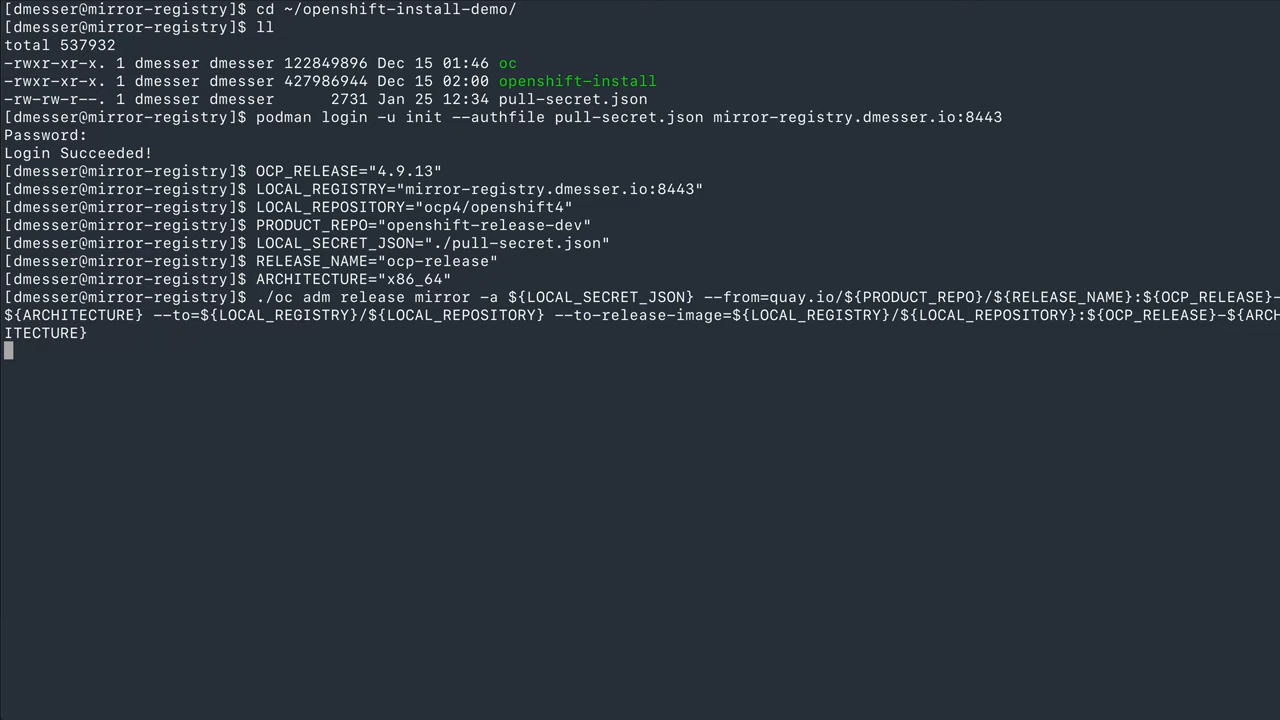 [dmesser@mirror-registry]$ cd ~/openshift-install-demo/
[dmesser@mirror-registry]$ ll
total 537932
-rwxr-xr-x. 1 dmesser dmesser 122849896 Dec 15 01:46 oc
-rwxr-xr-x. 1 dmesser dmesser 427986944 Dec 15 02:00 openshift-install
-rw-rw-r--. 1 dmesser dmesser      2731 Jan 25 12:34 pull-secret.json
[dmesser@mirror-registry]$ podman login -u init --authfile pull-secret.json mirror-registry.dmesser.io:8443
Password:
Login Succeeded!
[dmesser@mirror-registry]$ OCP_RELEASE="4.9.13"
[dmesser@mirror-registry]$ LOCAL_REGISTRY="mirror-registry.dmesser.io:8443"
[dmesser@mirror-registry]$ LOCAL_REPOSITORY="ocp4/openshift4"
[dmesser@mirror-registry]$ PRODUCT_REPO="openshift-release-dev"
[dmesser@mirror-registry]$ LOCAL_SECRET_JSON="./pull-secret.json"
[dmesser@mirror-registry]$ RELEASE_NAME="ocp-release"
[dmesser@mirror-registry]$ ARCHITECTURE="x86_64"
[dmesser@mirror-registry]$ ./oc adm release mirror -a ${LOCAL_SECRET_JSON} --from=quay.io/${PRODUCT_REPO}/${RELEASE_NAME}:${OCP_RELEASE}-
${ARCHITECTURE} --to=${LOCAL_REGISTRY}/${LOCAL_REPOSITORY} --to-release-image=${LOCAL_REGISTRY}/${LOCAL_REPOSITORY}:${OCP_RELEASE}-${ARCH
ITECTURE}